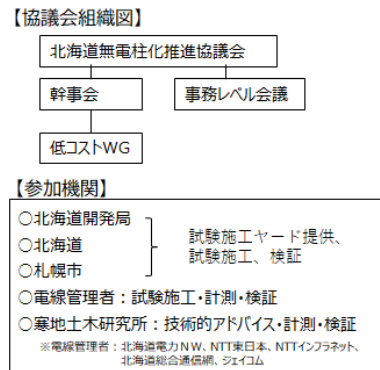 【協議会組織図】
北海道無電柱化推進協議会
幹事会
事務レベル会議
低コストWG
【参加機関】
○北海道開発局
○北海道
○札幌市
試験施工ヤード提供、
試験施工、検証
○電線管理者：試験施工・計測・検証
○寒地土木研究所：技術的アドバイス・計測・検証
※電線管理者：北海道電力NW、NTT東日本、NTTインフラネット、
北海道総合通信網、ジェイコム